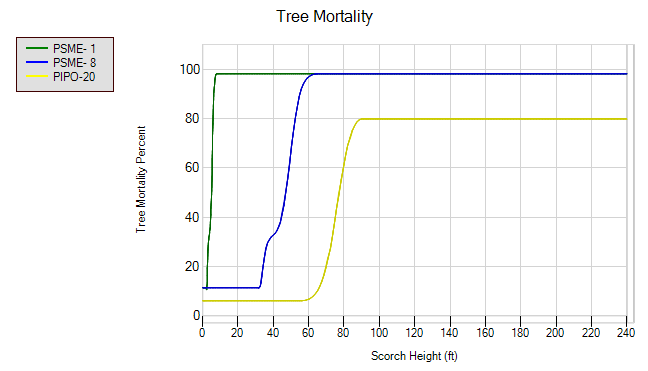 Tree Mortality
PSME- 1
PSME- 8
PIPO-20
Tree Mortality Percent
100
80
60
40
20
0
0 20 40 60 80 100 120 140 160 180 200 220 240
Scorch Height (ft)